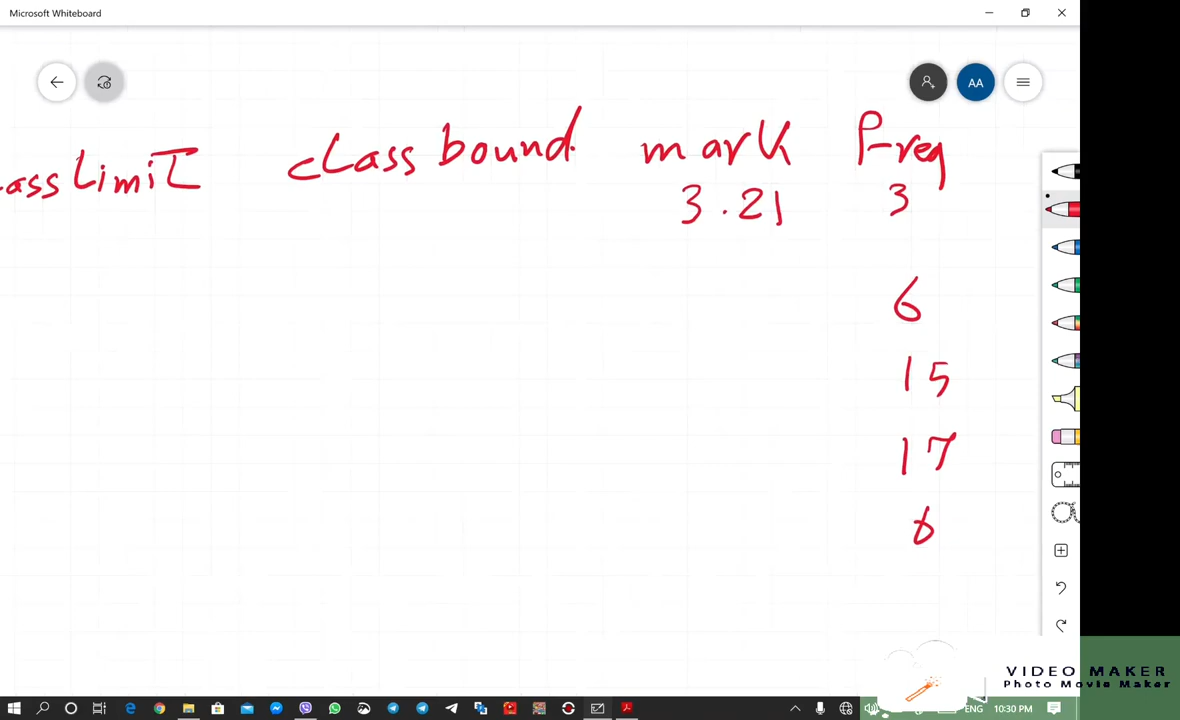 Microsoft Whiteboard
AA
class bound mark Freq
ass limit
3.21 3
6
15
17
6
VIDEO MAKER
Photo Movie Maker
ENG 10:30 PM